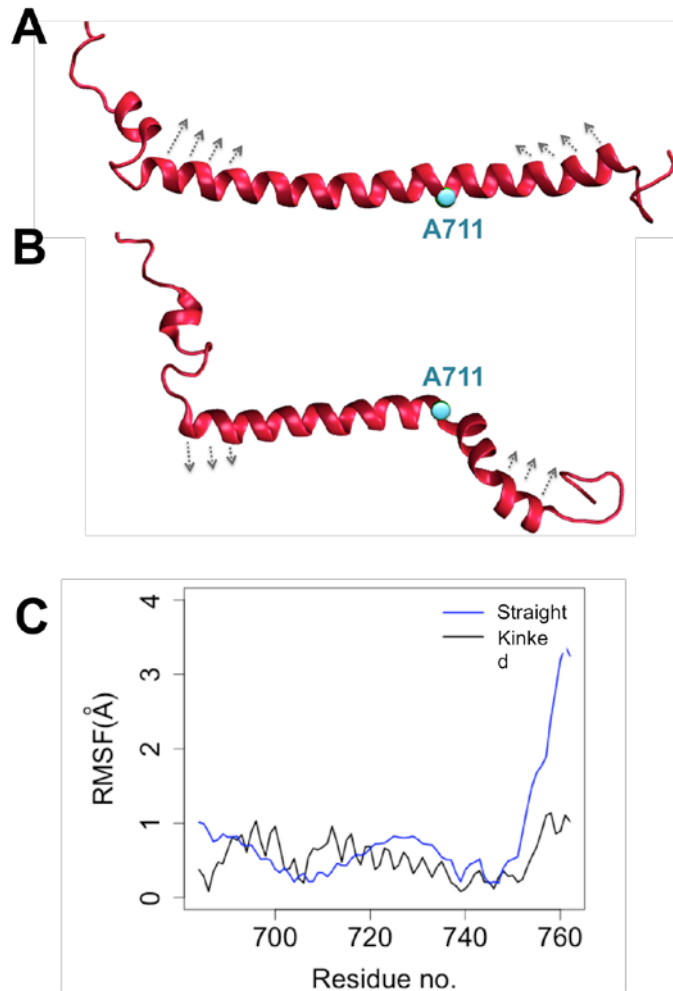 A
A711
B
A711
C
4
3
2
1
0
RMSF(Å)
Straight
Kinke
d
700 720 740 760
Residue no.